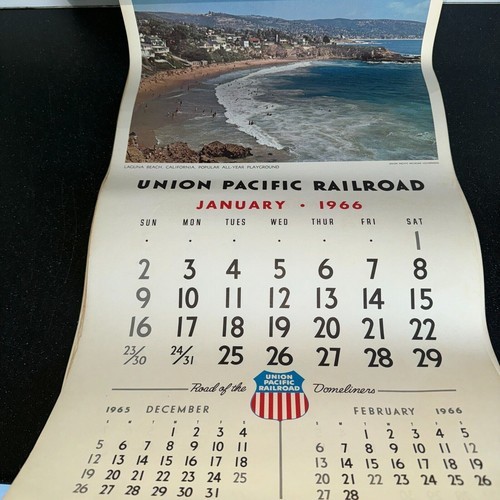 LAGUNA BEACH, CALIFORNIA, POPULAR ALL-YEAR PLAYGROUND
UNION PACIFIC RAILROAD
JANUARY · 1966
SUN MON TUES WED THUR FRI SAT
· · · · · · 1
2 3 4 5 6 7 8
9 10 11 12 13 14 15
16 17 18 19 20 21 22
23/30 24/31 25 26 27 28 29
Road of the Domeliners
UNION
PACIFIC
RAILROAD
1965 DECEMBER
1 2 3 4
5 6 7 8 9 10 11
12 13 14 15 16 17 18
19 20 21 22 23 24 25
26 27 28 29 30 31
FEBRUARY 1966
1 2 3 4 5
6 7 8 9 10 11 12
13 14 15 16 17 18 19
20 21 22 23 24 25 26
27 28